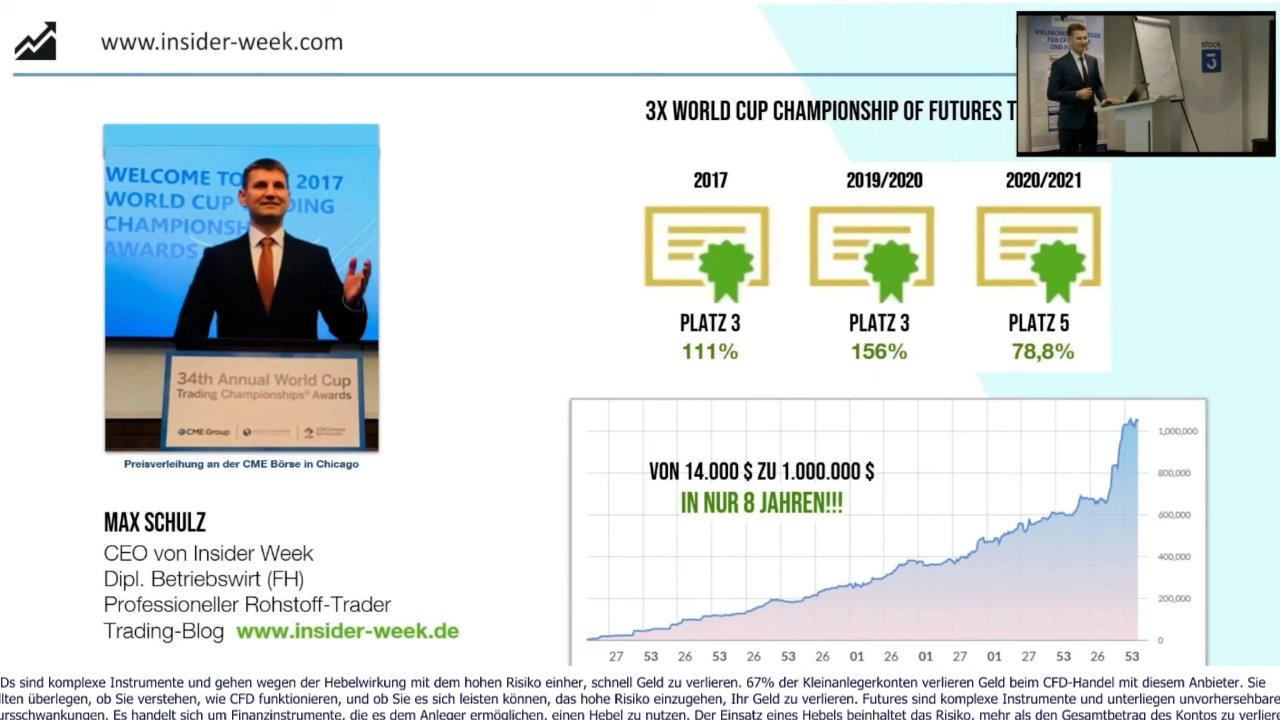 www.insider-week.com
3X WORLD CUP CHAMPIONSHIP OF FUTURES T
stock
3
WELCOME TO 2017
WORLD CUP DING
CHAMPIONSH
AWARDS
34th Annual World Cup
Trading Championships® Awards
CME Group
Preisverleihung an der CME Börse in Chicago
2017 2019/2020 2020/2021
PLATZ 3 PLATZ 3 PLATZ 5
111% 156% 78,8%
MAX SCHULZ
CEO von Insider Week
Dipl. Betriebswirt (FH)
Professioneller Rohstoff-Trader
Trading-Blog www.insider-week.de
VON 14.000 $ ZU 1.000.000 $
IN NUR 8 JAHREN!!!
1,000,000
800,000
600,000
400,000
200,000
0
27 53 26 53 26 53 26 01 26 01 27 01 27 53 26 53
Ds sind komplexe Instrumente und gehen wegen der Hebelwirkung mit dem hohen Risiko einher, schnell Geld zu verlieren. 67% der Kleinanlegerkonten verlieren Geld beim CFD-Handel mit diesem Anbieter. Sie
llten überlegen, ob Sie verstehen, wie CFD funktionieren, und ob Sie es sich leisten können, das hohe Risiko einzugehen, Ihr Geld zu verlieren. Futures sind komplexe Instrumente und unterliegen unvorhersehbare
ursschwankungen. Es handelt sich um Finanzinstrumente, die es dem Anleger ermöglichen, einen Hebel zu nutzen. Der Einsatz eines Hebels beinhaltet das Risiko, mehr als den Gesamtbetrag des Kontos zu verlier